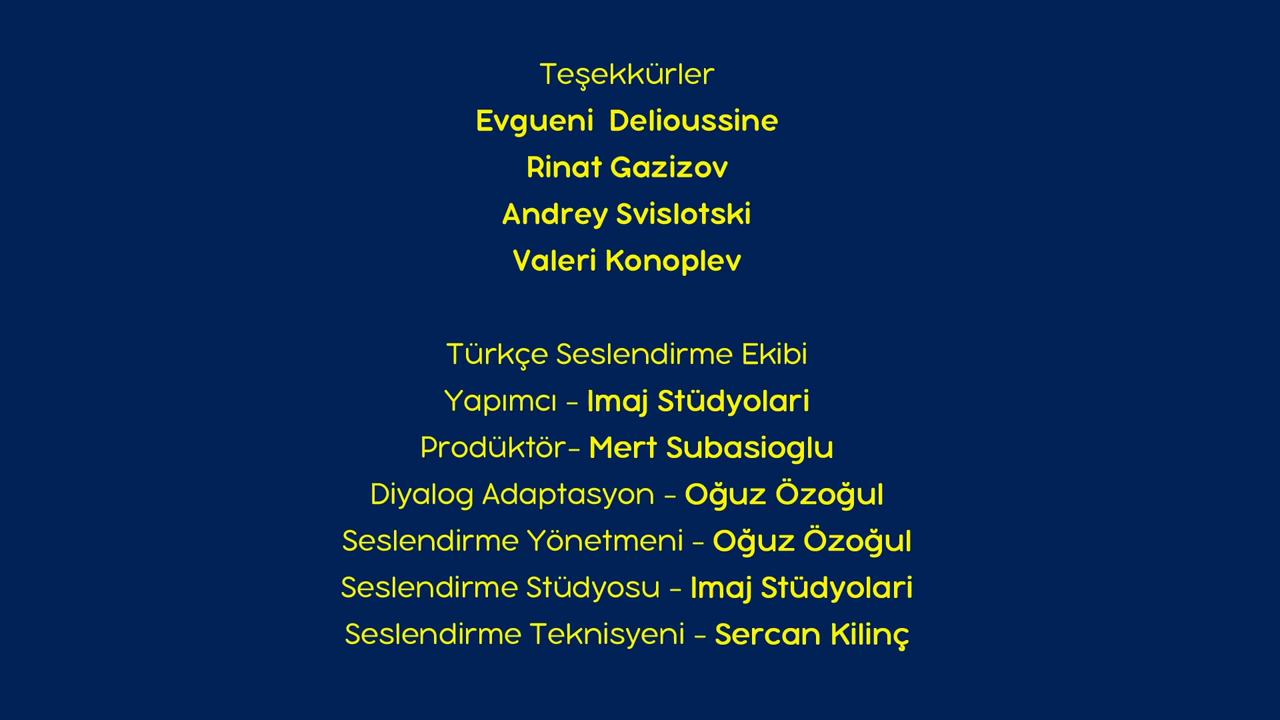 Teşekkürler
Evgueni Delioussine
Rinat Gazizov
Andrey Svislotski
Valeri Konoplev
Türkçe Seslendirme Ekibi
Yapımcı - Imaj Stüdyolari
Prodüktör- Mert Subasioglu
Diyalog Adaptasyon - Oğuz Özoğul
Seslendirme Yönetmeni - Oğuz Özoğul
Seslendirme Stüdyosu - Imaj Stüdyolari
Seslendirme Teknisyeni - Sercan Kilinç